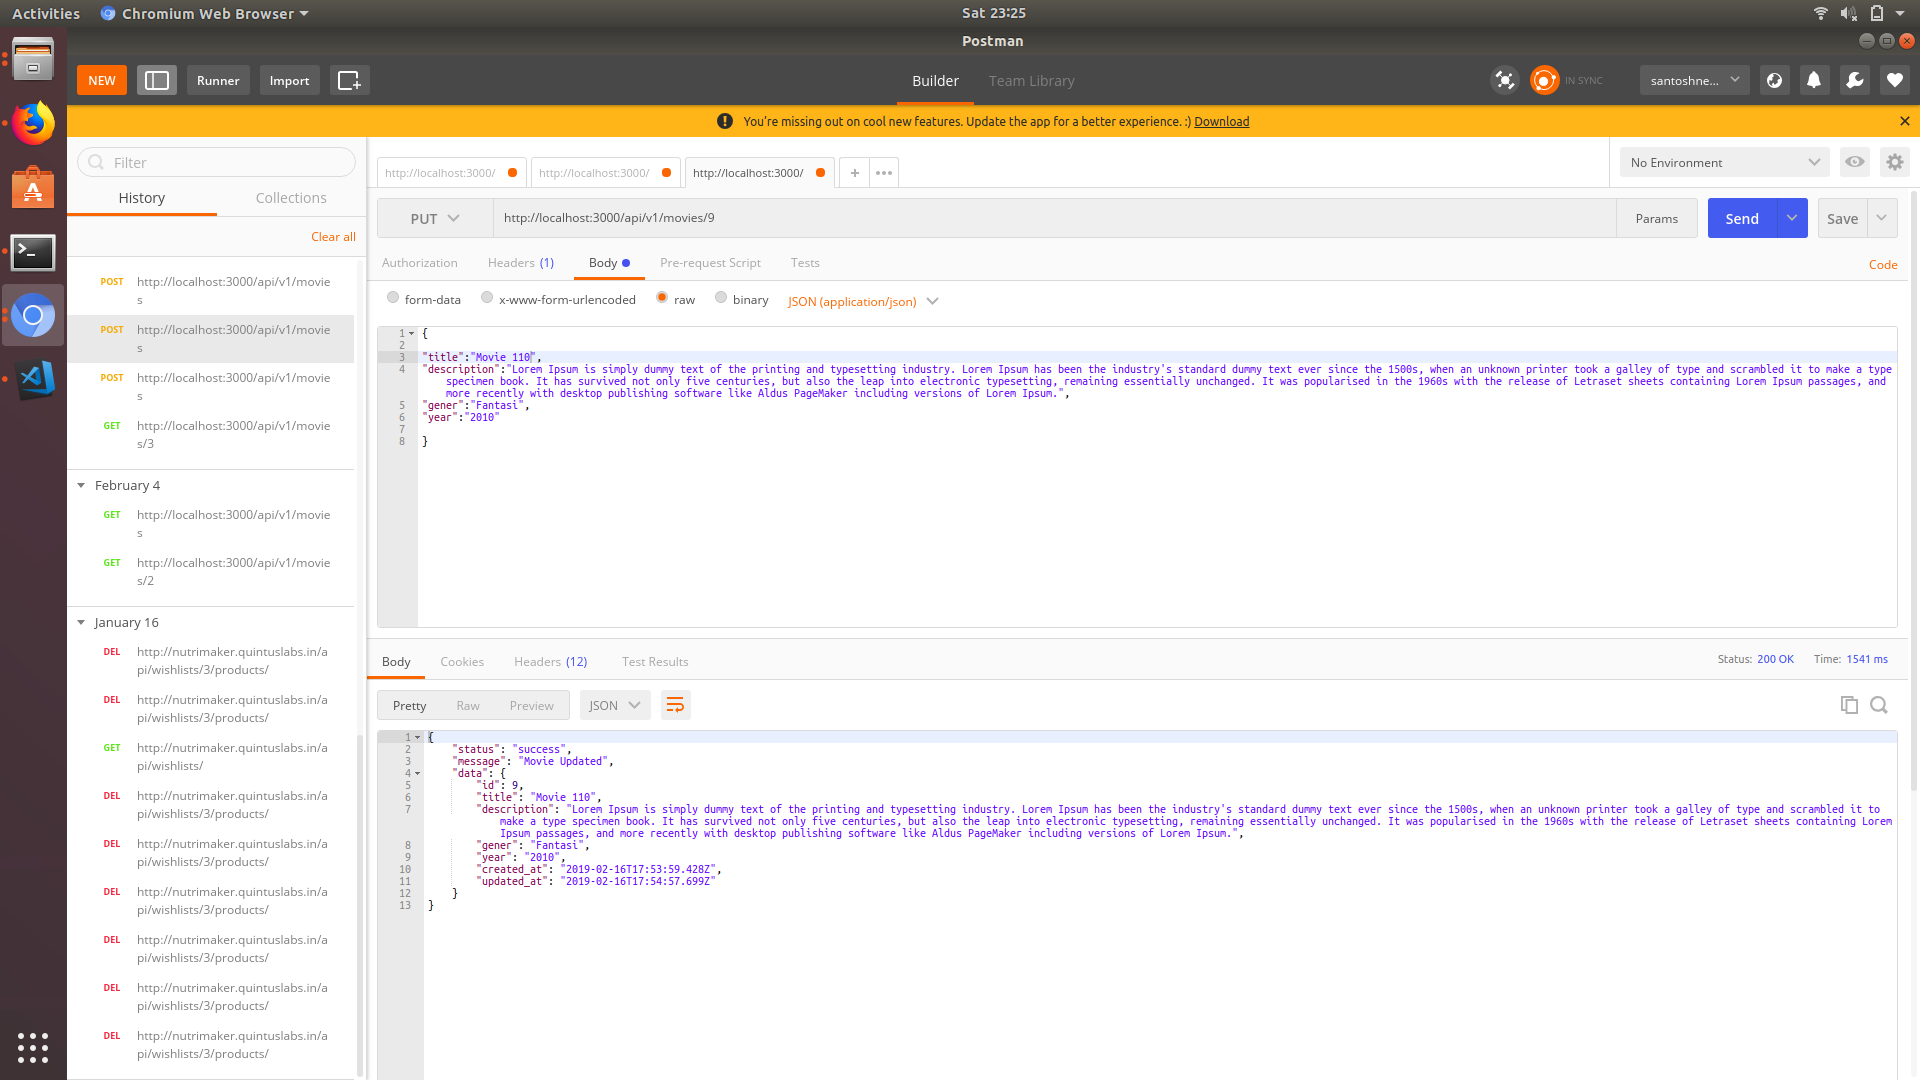 Activities
Chromium Web Browser
Sat 23:25
Postman
NEW
Runner
Import
Builder
Team Library
IN SYNC
santoshne...
You're missing out on cool new features. Update the app for a better experience. :) Download
Filter
History
Collections
Clear all
POST http://localhost:3000/api/v1/movie
s
POST http://localhost:3000/api/v1/movie
s
POST http://localhost:3000/api/v1/movie
s
GET http://localhost:3000/api/v1/movie
s/3
February 4
GET http://localhost:3000/api/v1/movie
s
GET http://localhost:3000/api/v1/movie
s/2
January 16
DEL http://nutrimaker.quintuslabs.in/a
pi/wishlists/3/products/
DEL http://nutrimaker.quintuslabs.in/a
pi/wishlists/3/products/
GET http://nutrimaker.quintuslabs.in/a
pi/wishlists/
DEL http://nutrimaker.quintuslabs.in/a
pi/wishlists/3/products/
DEL http://nutrimaker.quintuslabs.in/a
pi/wishlists/3/products/
DEL http://nutrimaker.quintuslabs.in/a
pi/wishlists/3/products/
DEL http://nutrimaker.quintuslabs.in/a
pi/wishlists/3/products/
DEL http://nutrimaker.quintuslabs.in/a
pi/wishlists/3/products/
DEL http://nutrimaker.quintuslabs.in/a
pi/wishlists/3/products/
http://localhost:3000/
http://localhost:3000/
http://localhost:3000/
+
•••
No Environment
PUT
http://localhost:3000/api/v1/movies/9
Params
Send
Save
Authorization
Headers (1)
Body
Pre-request Script
Tests
Code
form-data
x-www-form-urlencoded
raw
binary
JSON (application/json)
1 {
2
3 "title":"Movie 110",
4 "description":"Lorem Ipsum is simply dummy text of the printing and typesetting industry. Lorem Ipsum has been the industry's standard dummy text ever since the 1500s, when an unknown printer took a galley of type and scrambled it to make a type
specimen book. It has survived not only five centuries, but also the leap into electronic typesetting, remaining essentially unchanged. It was popularised in the 1960s with the release of Letraset sheets containing Lorem Ipsum passages, and
more recently with desktop publishing software like Aldus PageMaker including versions of Lorem Ipsum.",
5 "gener":"Fantasi",
6 "year":"2010"
7
8 }
Body
Cookies
Headers (12)
Test Results
Status: 200 OK
Time: 1541 ms
Pretty
Raw
Preview
JSON
1 {
2 "status": "success",
3 "message": "Movie Updated",
4 "data": {
5 "id": 9,
6 "title": "Movie 110",
7 "description": "Lorem Ipsum is simply dummy text of the printing and typesetting industry. Lorem Ipsum has been the industry's standard dummy text ever since the 1500s, when an unknown printer took a galley of type and scrambled it to
make a type specimen book. It has survived not only five centuries, but also the leap into electronic typesetting, remaining essentially unchanged. It was popularised in the 1960s with the release of Letraset sheets containing Lorem
Ipsum passages, and more recently with desktop publishing software like Aldus PageMaker including versions of Lorem Ipsum.",
8 "gener": "Fantasi",
9 "year": "2010",
10 "created_at": "2019-02-16T17:53:59.428Z",
11 "updated_at": "2019-02-16T17:54:57.699Z"
12 }
13 }